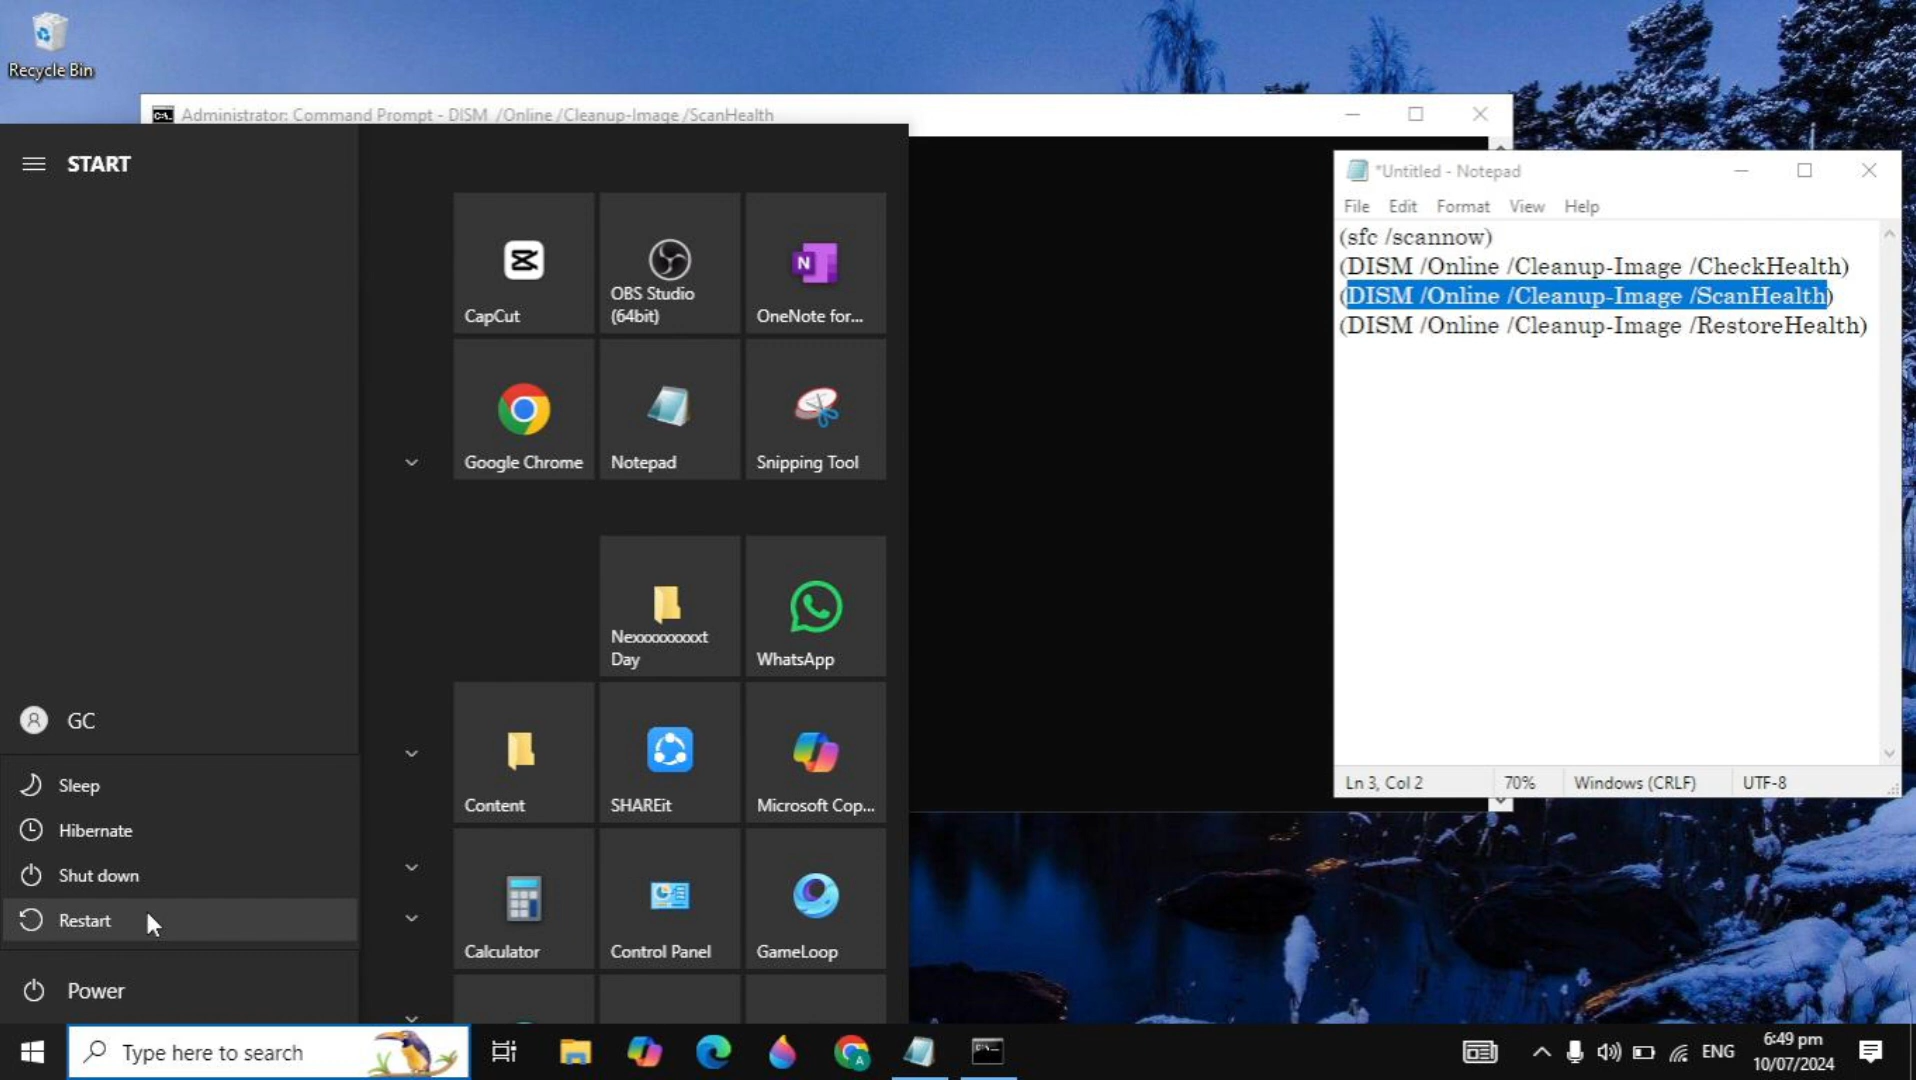 Recycle Bin
Administrator: Command Prompt - DISM /Online /Cleanup-Image /ScanHealth
START
CapCut
OBS Studio
(64bit)
OneNote for...
Google Chrome
Notepad
Snipping Tool
Nexxxxxxxxxt
Day
WhatsApp
GC
Sleep
Hibernate
Shut down
Restart
Power
Content
SHAREit
Microsoft Cop...
Calculator
Control Panel
GameLoop
*Untitled - Notepad
File Edit Format View Help
(sfc /scannow)
(DISM /Online /Cleanup-Image /CheckHealth)
(DISM /Online /Cleanup-Image /ScanHealth)
(DISM /Online /Cleanup-Image /RestoreHealth)
Ln 3, Col 2 70% Windows (CRLF) UTF-8
Type here to search
ENG
6:49 pm
10/07/2024